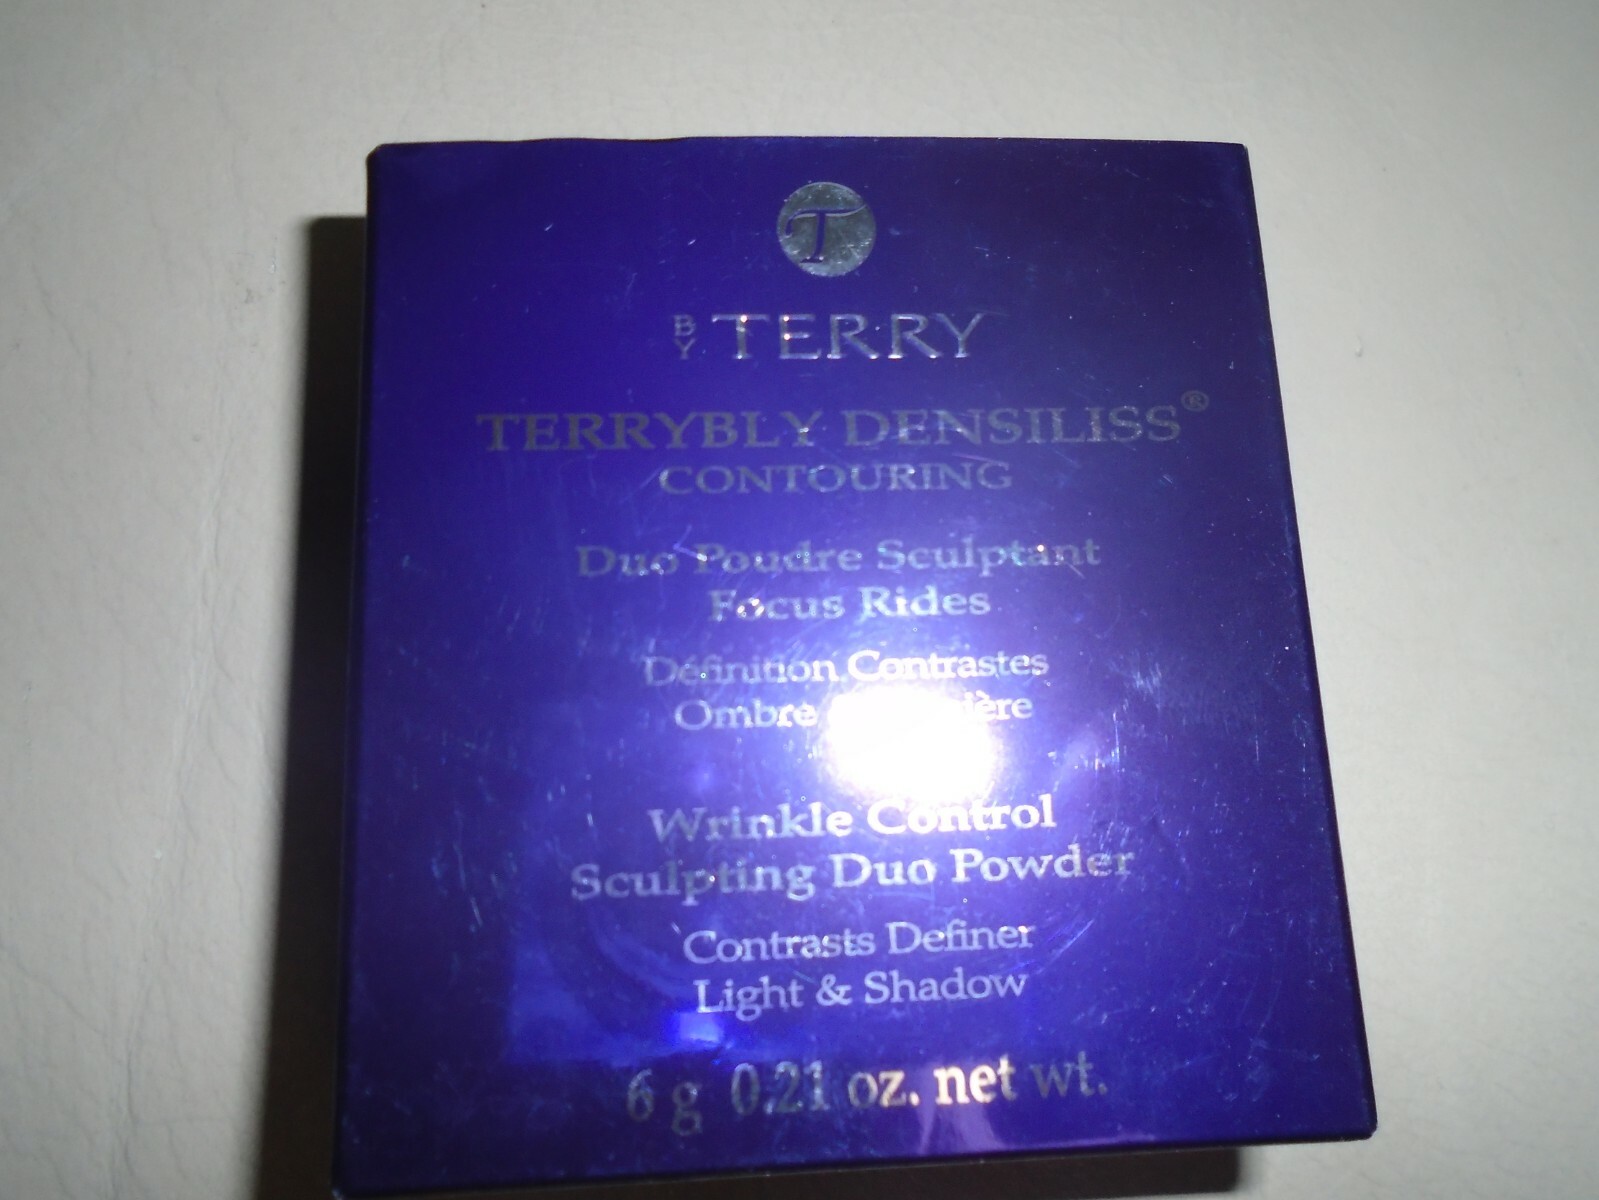 T
BY TERRY
TERRYBLY DENSILISS®
CONTOURING
Duo Poudre Sculptant
Focus Rides
Définition Contrastes
Ombre
Wrinkle Control
Sculpting Duo Powder
Contrasts Definer
Light & Shadow
6 g 0.21 oz. net wt.